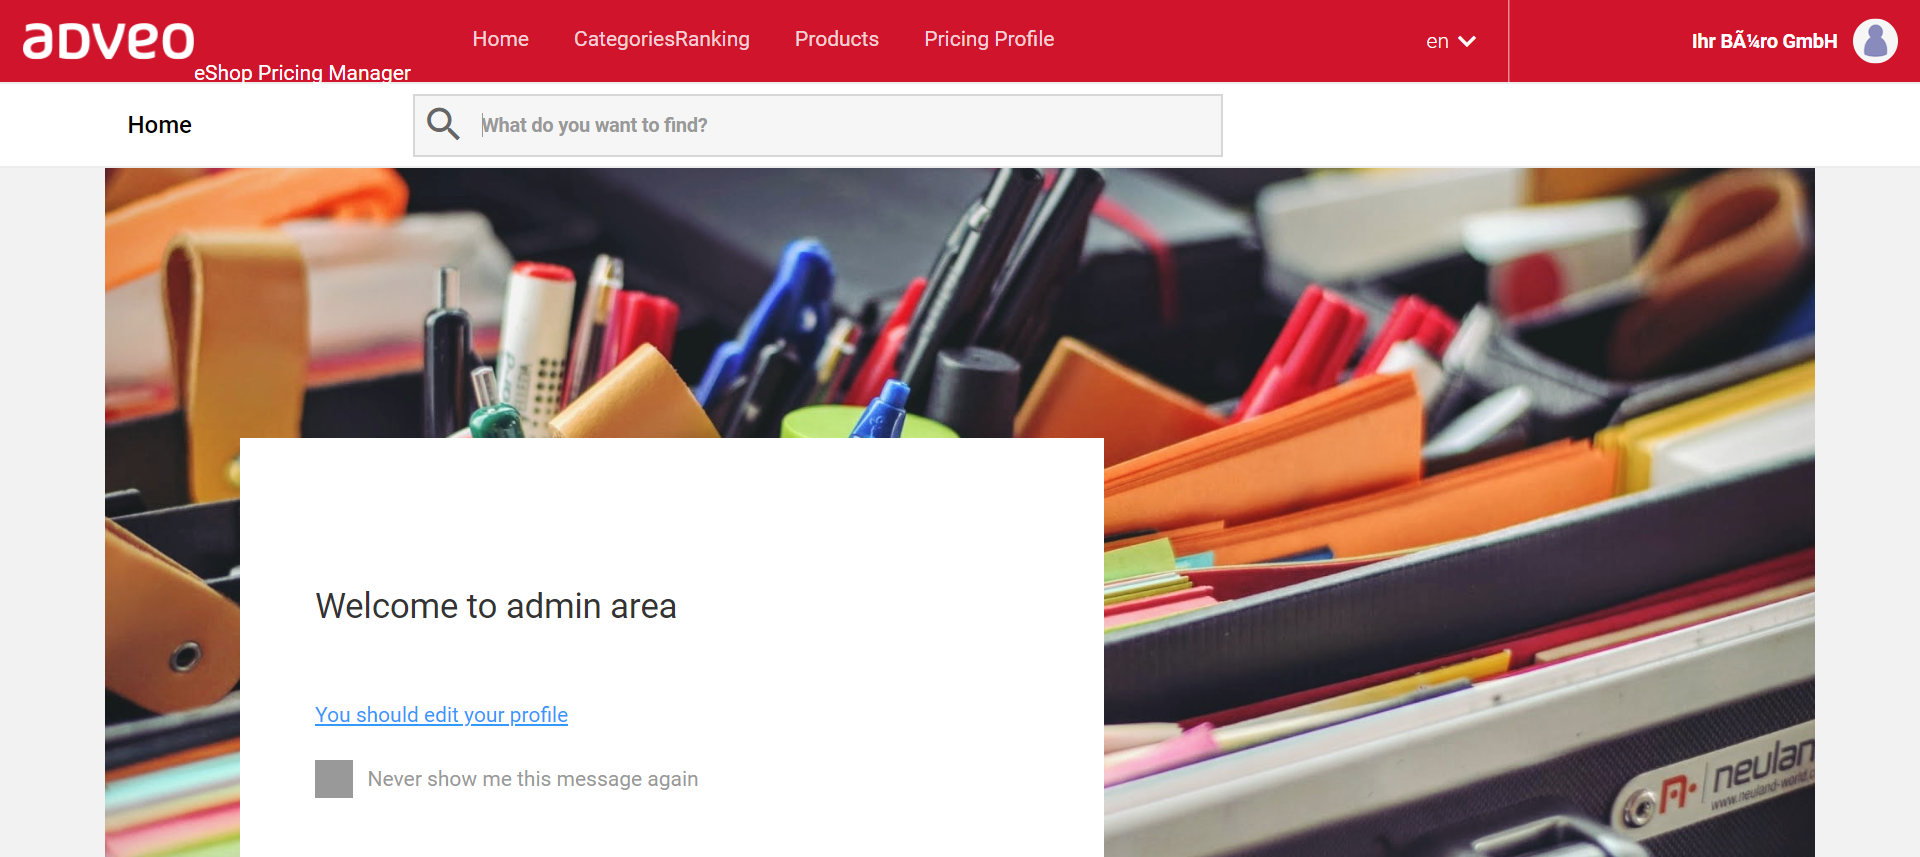 aDVeo
eShop Pricing Manager
Home
CategoriesRanking
Products
Pricing Profile
en
Ihr BÃ¼ro GmbH
Home
What do you want to find?
Welcome to admin area
You should edit your profile
Never show me this message again
neulan
www.neuland-world.c